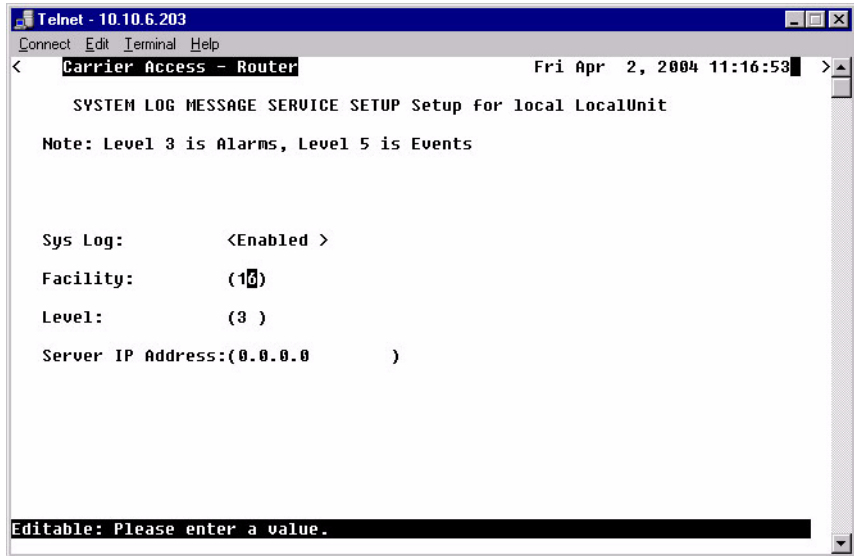 Telnet - 10.10.6.203
Connect Edit Terminal Help
< Carrier Access - Router Fri Apr 2, 2004 11:16:53 >
SYSTEM LOG MESSAGE SERVICE SETUP Setup for local LocalUnit
Note: Level 3 is Alarms, Level 5 is Events
Sys Log: <Enabled >
Facility: (16)
Level: (3 )
Server IP Address:(0.0.0.0 )
Editable: Please enter a value.